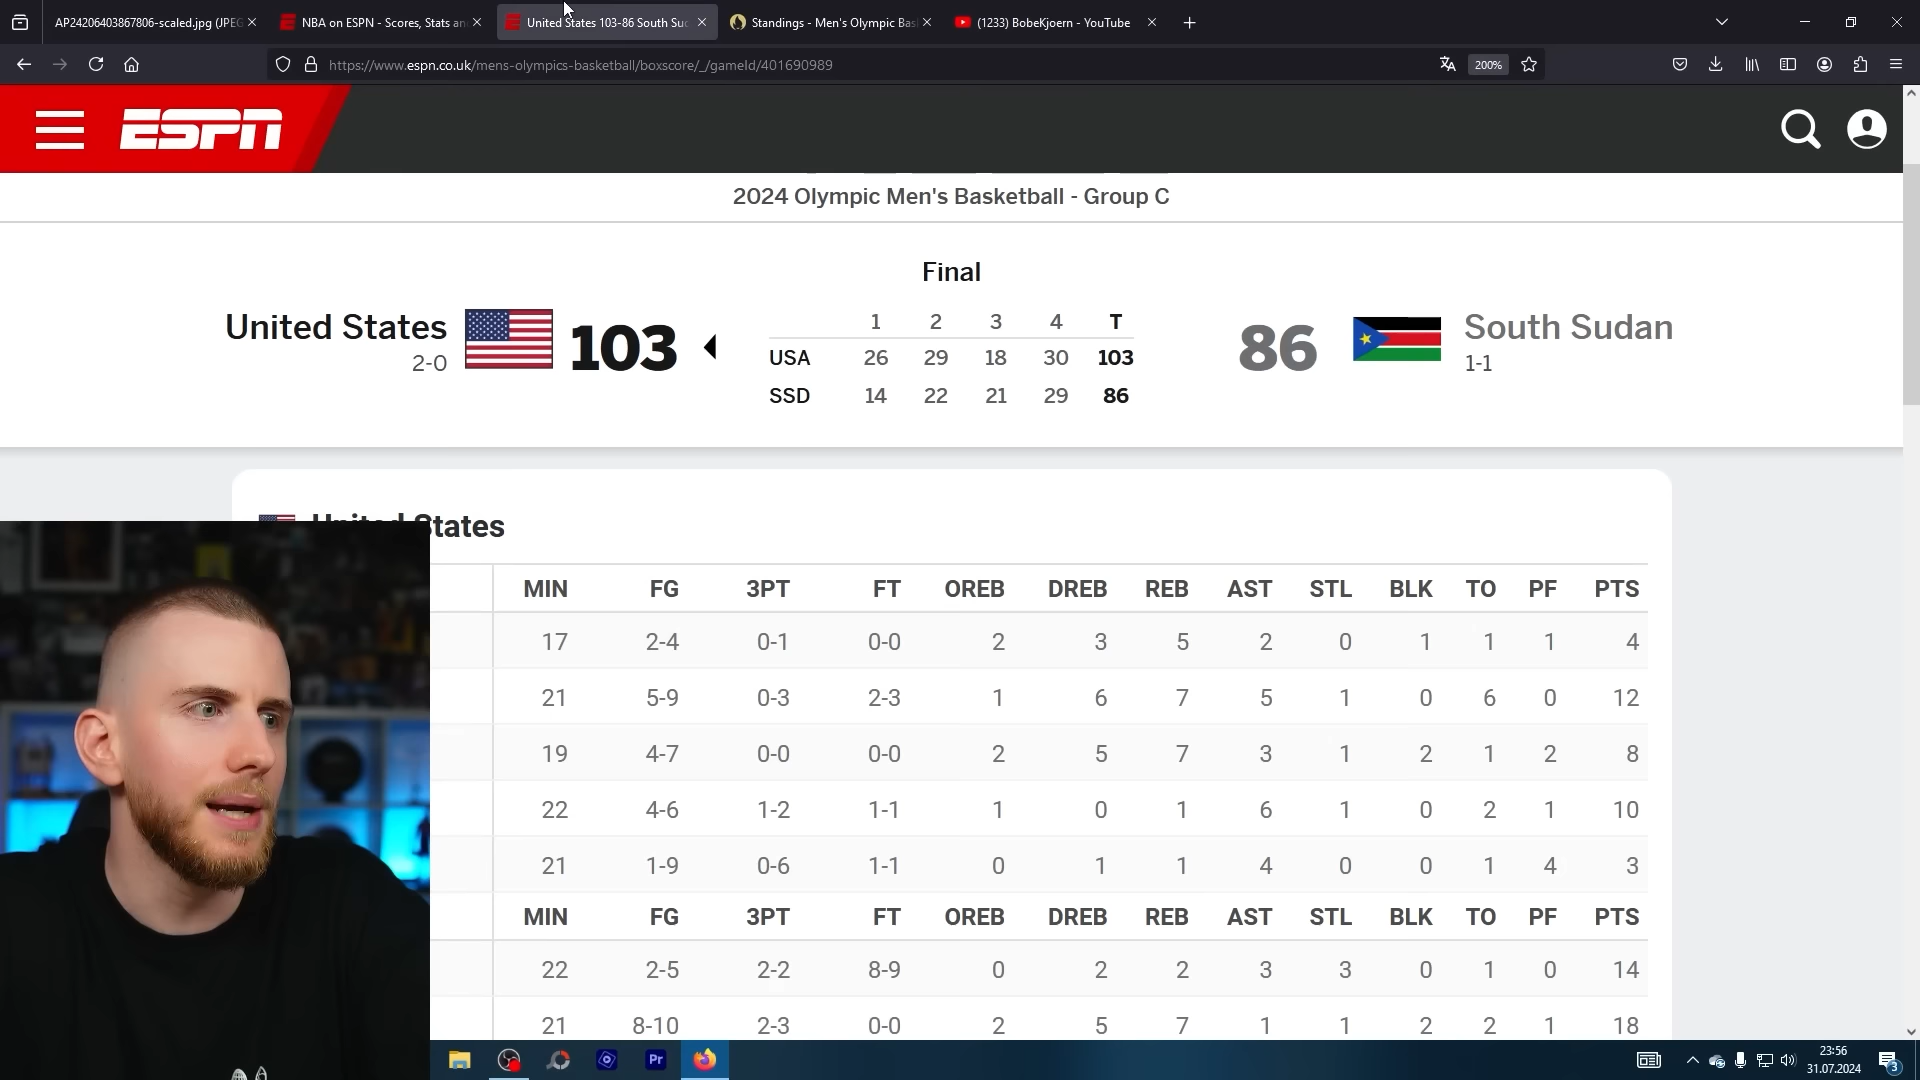 AP24206403867806-scaled.jpg (JPEG
NBA on ESPN - Scores, Stats an
United States 103-86 South Suc
Standings - Men's Olympic Bas
(1233) BobeKjoern - YouTube
https://www.espn.co.uk/mens-olympics-basketball/boxscore/_/gameId/401690989
200%
ESPN
2024 Olympic Men's Basketball - Group C
Final
United States
2-0
103
1 2 3 4 T
USA 26 29 18 30 103
SSD 14 22 21 29 86
86
South Sudan
1-1
United States
MIN FG 3PT FT OREB DREB REB AST STL BLK TO PF PTS
17 2-4 0-1 0-0 2 3 5 2 0 1 1 1 4
21 5-9 0-3 2-3 1 6 7 5 1 0 6 0 12
19 4-7 0-0 0-0 2 5 7 3 1 2 1 2 8
22 4-6 1-2 1-1 1 0 1 6 1 0 2 1 10
21 1-9 0-6 1-1 0 1 1 4 0 0 1 4 3
MIN FG 3PT FT OREB DREB REB AST STL BLK TO PF PTS
22 2-5 2-2 8-9 0 2 2 3 3 0 1 0 14
21 8-10 2-3 0-0 2 5 7 1 1 2 2 1 18
Pr
23:56
31.07.2024
3